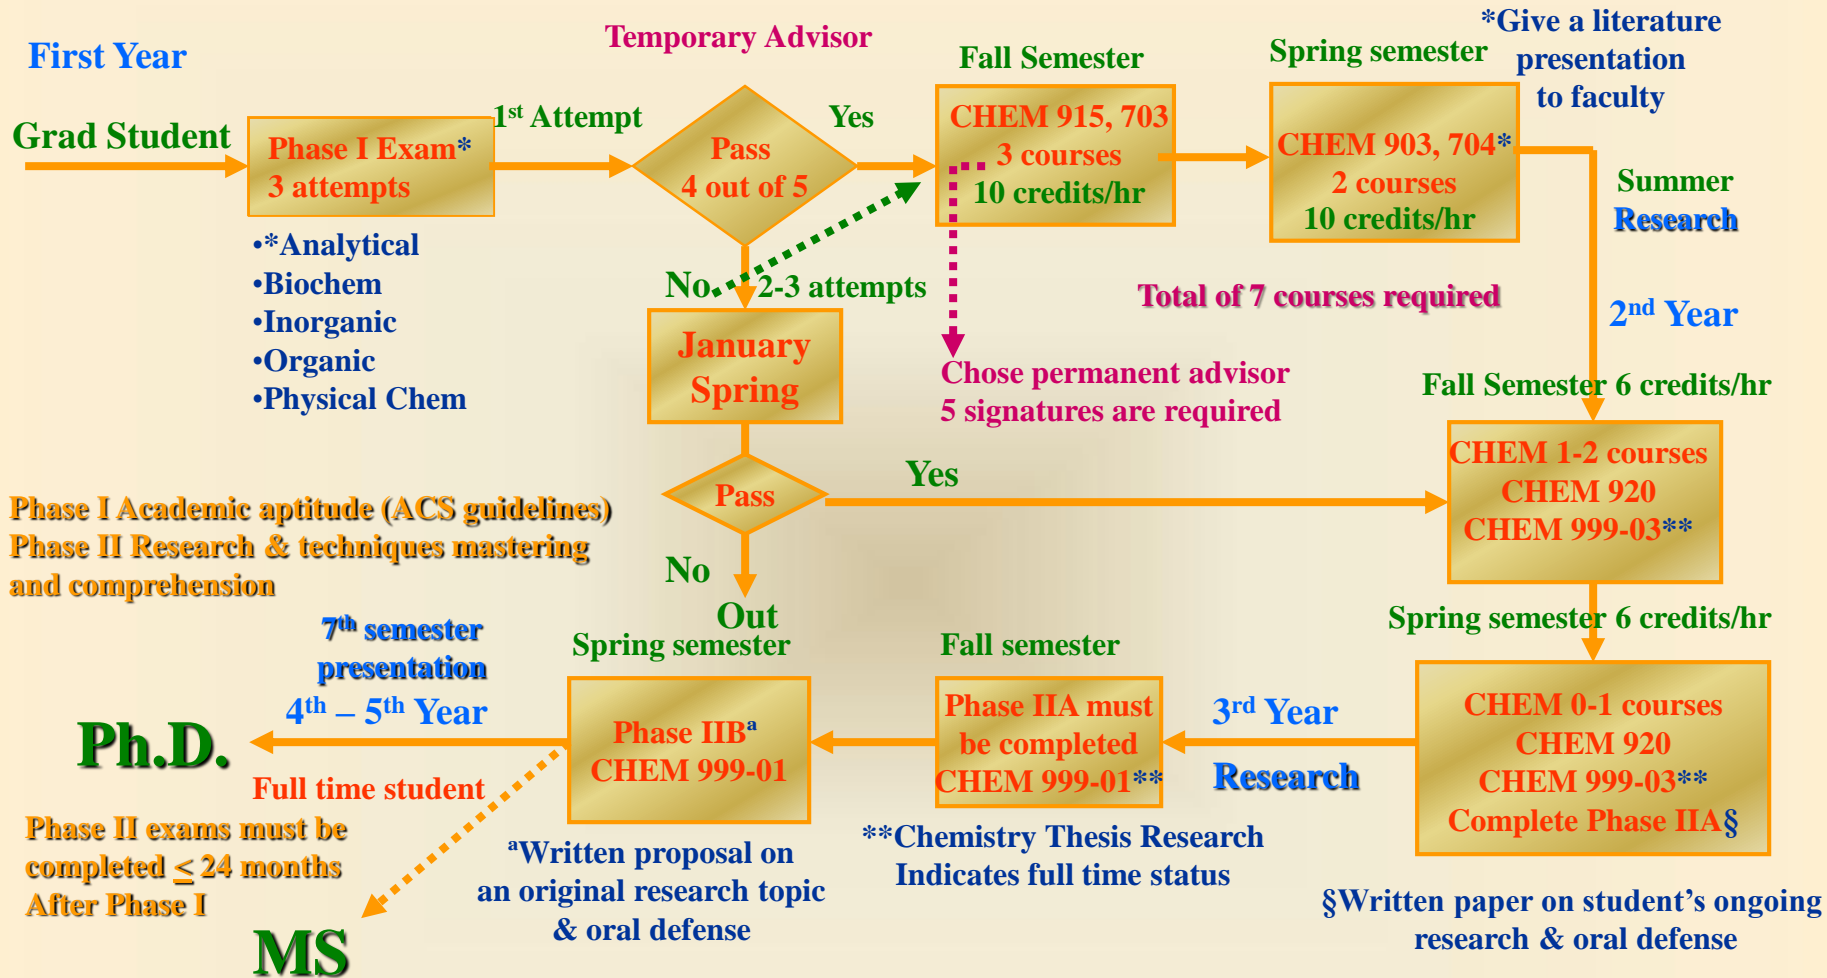 First Year
Temporary Advisor
Fall Semester
Spring semester
*Give a literature
presentation
to faculty
Grad Student
Phase I Exam*
3 attempts
1st Attempt
Pass
4 out of 5
Yes
CHEM 915, 703
3 courses
10 credits/hr
CHEM 903, 704*
2 courses
10 credits/hr
Summer
Research
•*Analytical
•Biochem
•Inorganic
•Organic
•Physical Chem
No
2-3 attempts
Total of 7 courses required
2nd Year
January
Spring
Chose permanent advisor
5 signatures are required
Fall Semester 6 credits/hr
CHEM 1-2 courses
CHEM 920
CHEM 999-03**
Pass
Yes
Phase I Academic aptitude (ACS guidelines)
Phase II Research & techniques mastering
and comprehension
No
Out
Spring semester 6 credits/hr
CHEM 0-1 courses
CHEM 920
CHEM 999-03**
Complete Phase IIA§
§Written paper on student’s ongoing
research & oral defense
3rd Year
Research
Fall semester
Phase IIA must
be completed
CHEM 999-01**
**Chemistry Thesis Research
Indicates full time status
Spring semester
Phase IIBa
CHEM 999-01
aWritten proposal on
an original research topic
& oral defense
7th semester
presentation
4th – 5th Year
Ph.D.
Full time student
Phase II exams must be
completed ≤ 24 months
After Phase I
MS